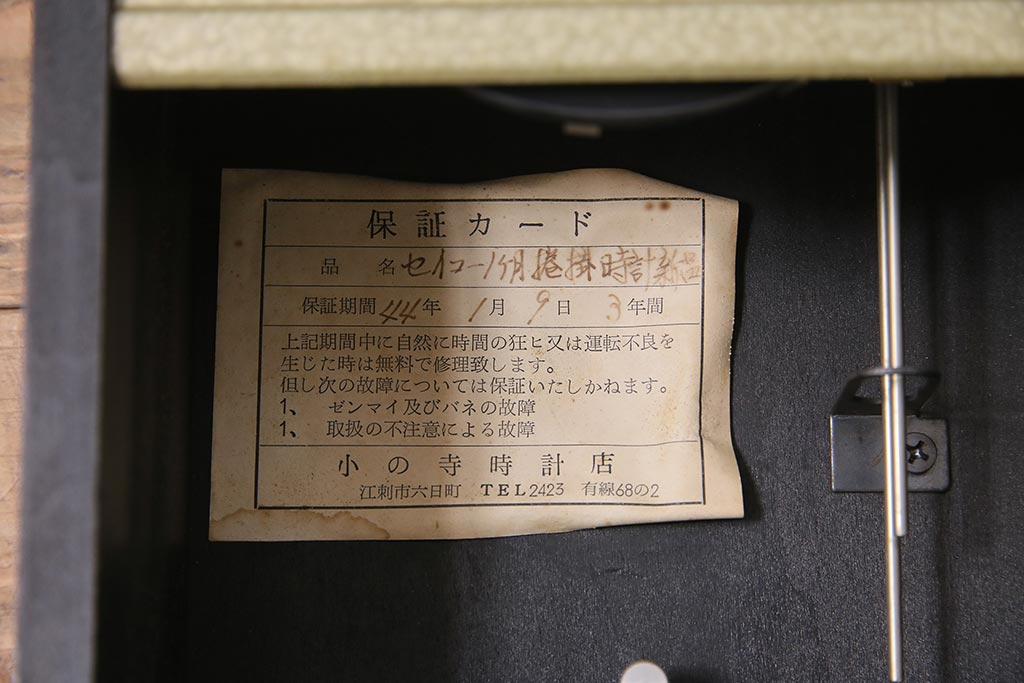 保証カード
品名 セイコー1ケ月捲掛時計新品
保証期間 44年 1月 9日 3年間
上記期間中に自然に時間の狂ヒ又は運転不良を
生じた時は無料で修理致します。
但し次の故障については保証いたしかねます。
1、 ゼンマイ及びバネの故障
1、 取扱の不注意による故障
小の寺時計店
江刺市六日町 TEL2423 有線68の2